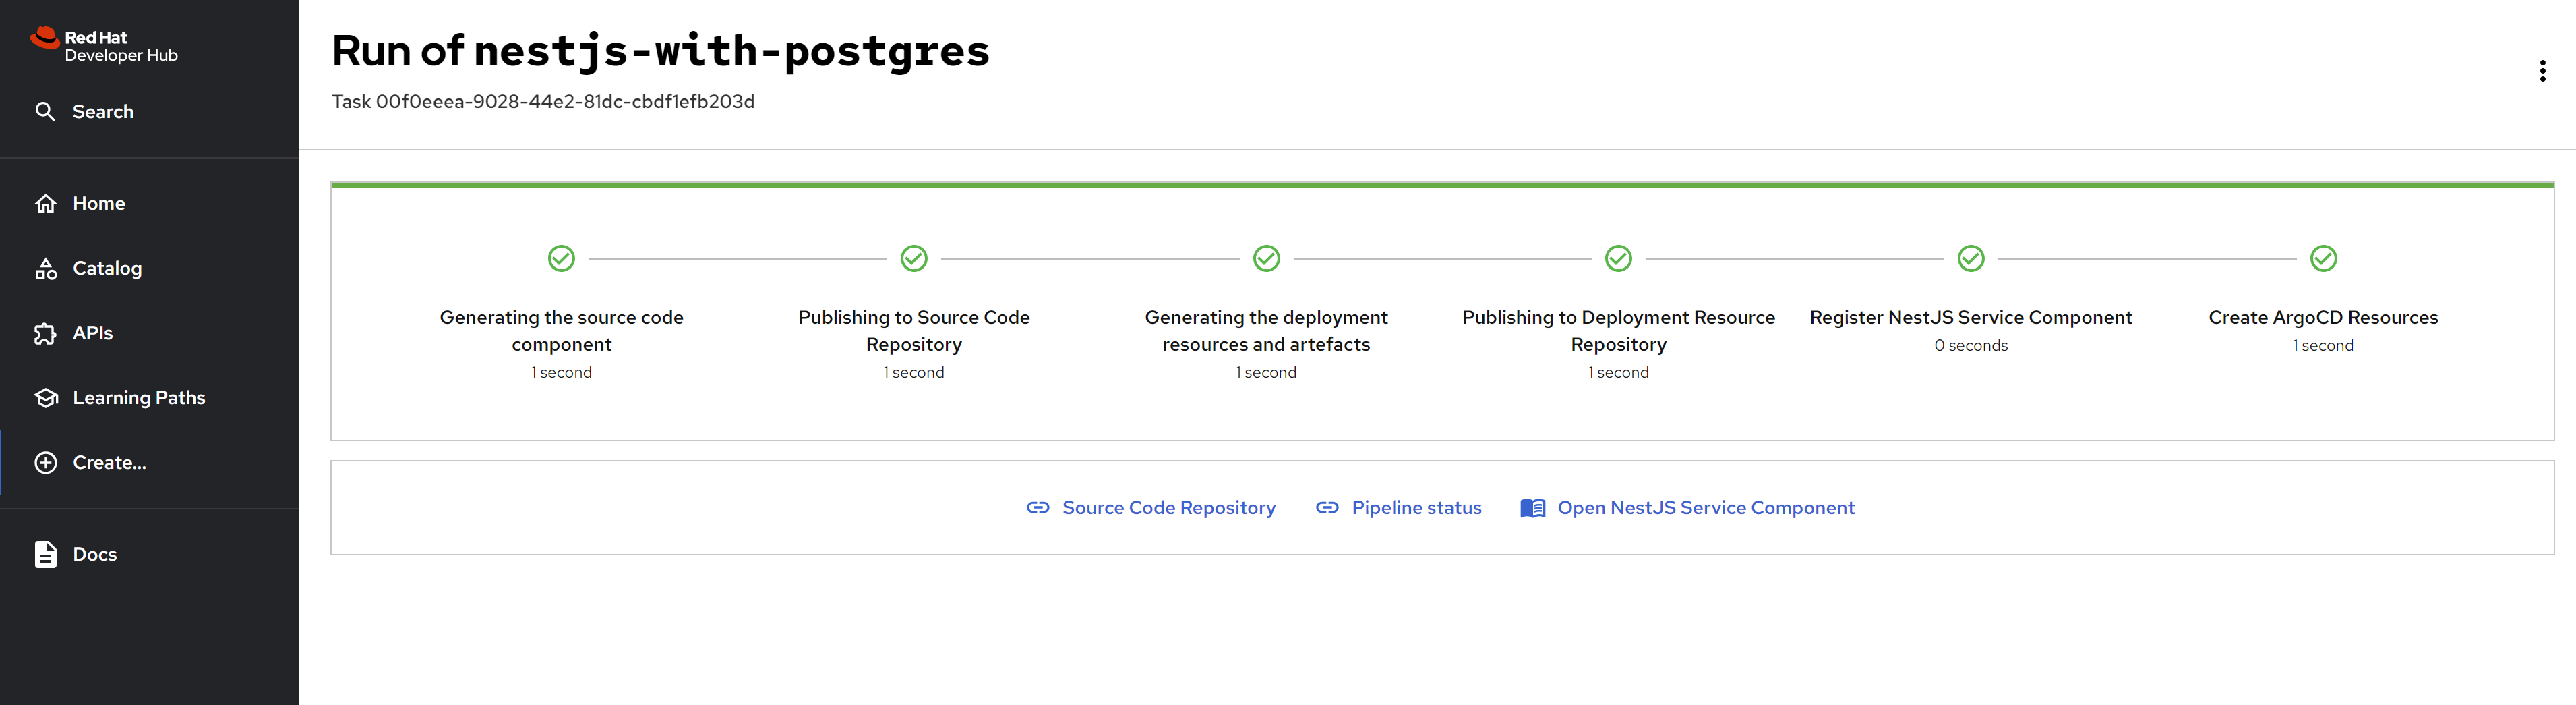 Red Hat
Developer Hub
Search
Home
Catalog
APIs
Learning Paths
Create...
Docs
Run of nestjs-with-postgres
Task 00f0eeea-9028-44e2-81dc-cbdf1efb203d
Generating the source code
component
1 second
Publishing to Source Code
Repository
1 second
Generating the deployment
resources and artefacts
1 second
Publishing to Deployment Resource
Repository
1 second
Register NestJS Service Component
0 seconds
Create ArgoCD Resources
1 second
Source Code Repository
Pipeline status
Open NestJS Service Component